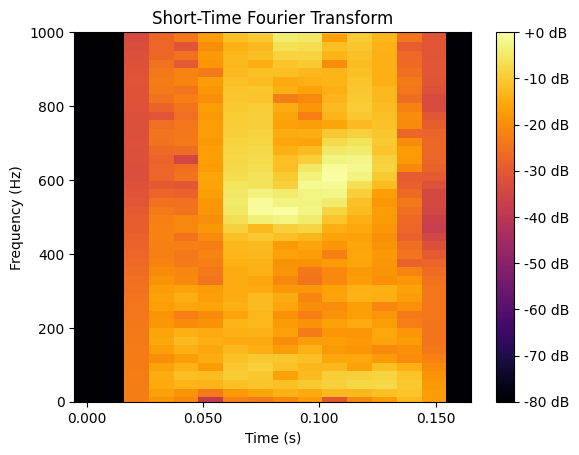 Short-Time Fourier Transform
1000
800
600
400
200
0
Frequency (Hz)
0.000
0.050
0.100
0.150
Time (s)
+0 dB
-10 dB
-20 dB
-30 dB
-40 dB
-50 dB
-60 dB
-70 dB
-80 dB